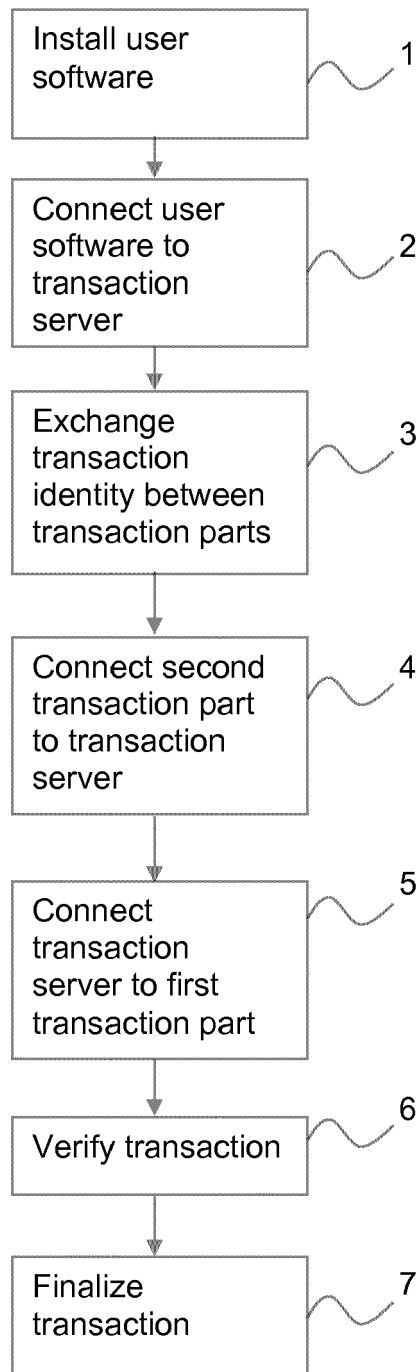 Install user
software
1
Connect user
software to
transaction
server
2
Exchange
transaction
identity between
transaction parts
3
Connect second
transaction part
to transaction
server
4
Connect
transaction
server to first
transaction part
5
Verify transaction
6
Finalize
transaction
7